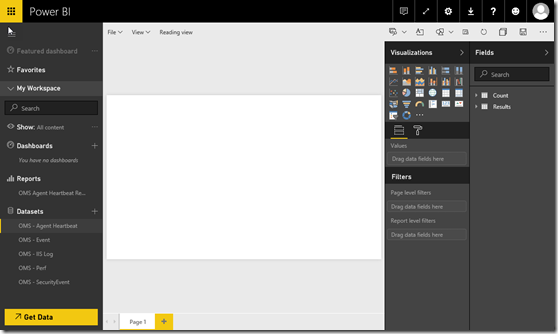 Power BI
Featured dashboard
Favorites
My Workspace
Search
Show: All content
Dashboards
You have no dashboards
Reports
OMS Agent Heartbeat Re...
Datasets
OMS - Agent Heartbeat
OMS - Event
OMS - IIS Log
OMS - Perf
OMS - SecurityEvent
Get Data
File View Reading view
Page 1
Visualizations
Values
Drag data fields here
Filters
Page level filters
Drag data fields here
Report level filters
Drag data fields here
Fields
Search
Count
Results